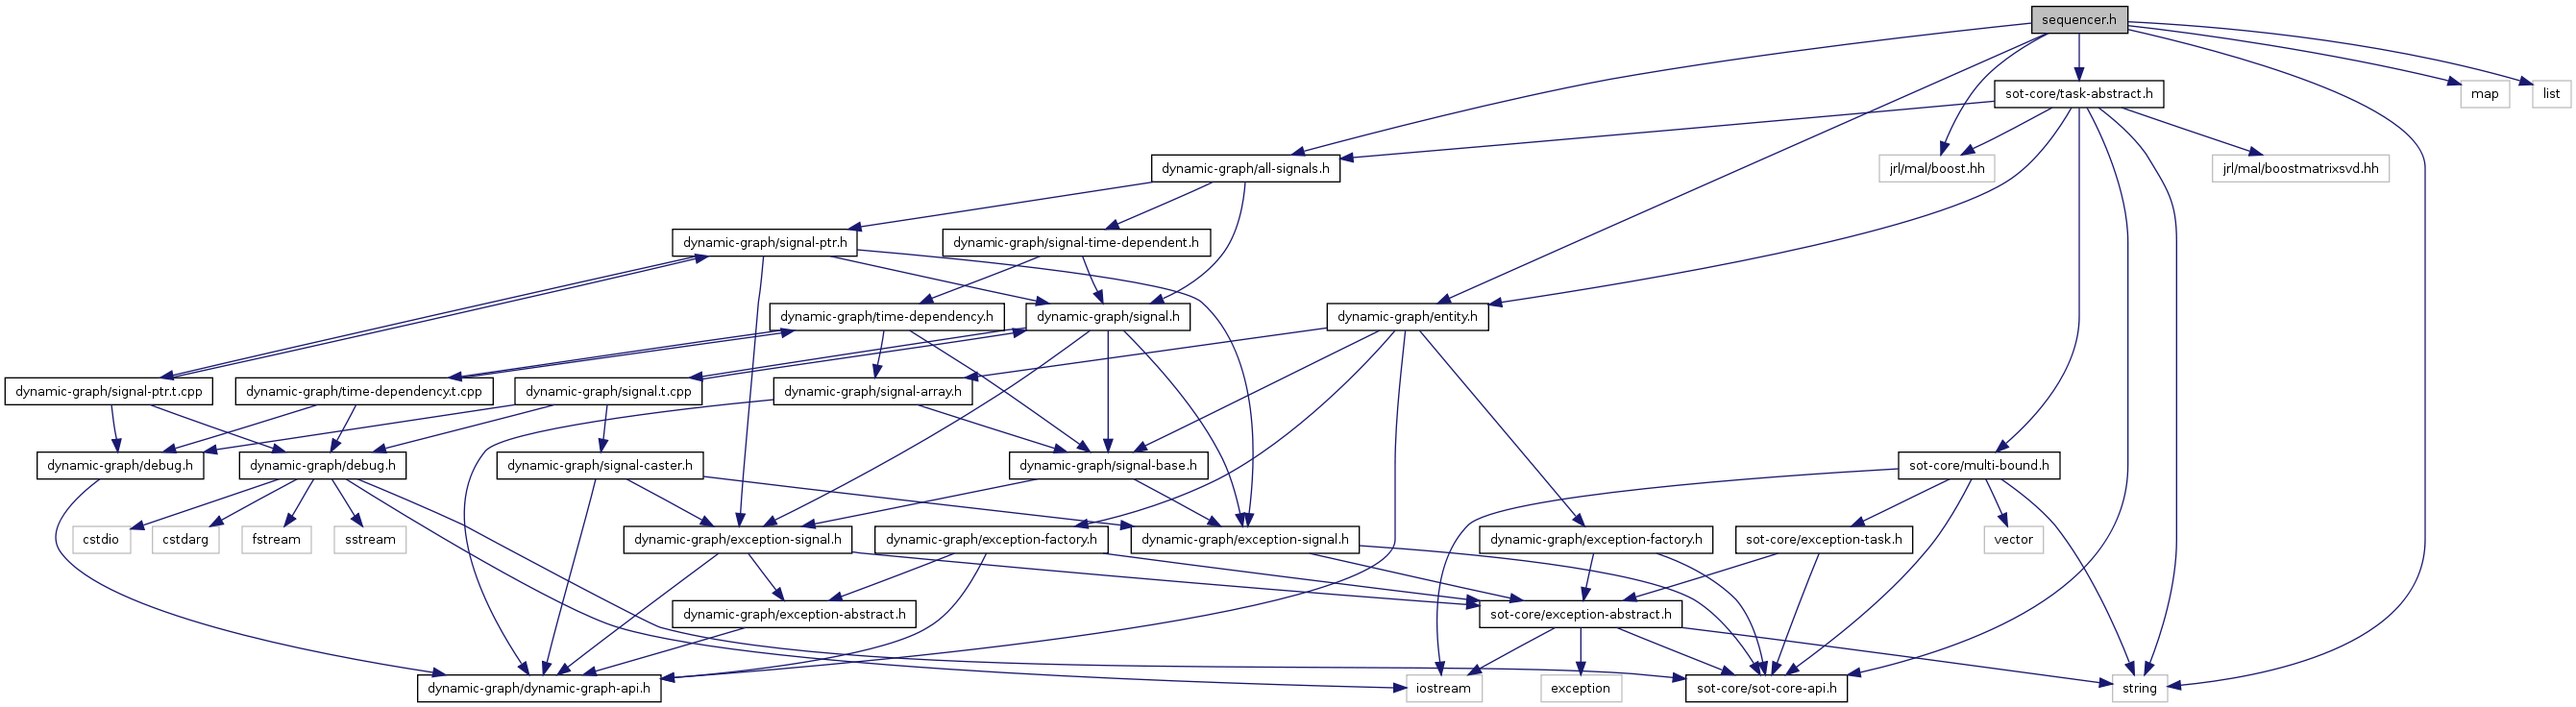 sequencer.h
sot-core/task-abstract.h
map
list
dynamic-graph/all-signals.h
jrl/mal/boost.hh
jrl/mal/boostmatrixsvd.hh
dynamic-graph/signal-ptr.h
dynamic-graph/signal-time-dependent.h
dynamic-graph/time-dependency.h
dynamic-graph/signal.h
dynamic-graph/entity.h
dynamic-graph/signal-ptr.t.cpp
dynamic-graph/time-dependency.t.cpp
dynamic-graph/signal.t.cpp
dynamic-graph/signal-array.h
dynamic-graph/debug.h
dynamic-graph/debug.h
dynamic-graph/signal-caster.h
dynamic-graph/signal-base.h
sot-core/multi-bound.h
cstdio
cstdarg
fstream
sstream
dynamic-graph/exception-signal.h
dynamic-graph/exception-factory.h
dynamic-graph/exception-signal.h
dynamic-graph/exception-factory.h
sot-core/exception-task.h
vector
dynamic-graph/exception-abstract.h
sot-core/exception-abstract.h
dynamic-graph/dynamic-graph-api.h
iostream
exception
sot-core/sot-core-api.h
string